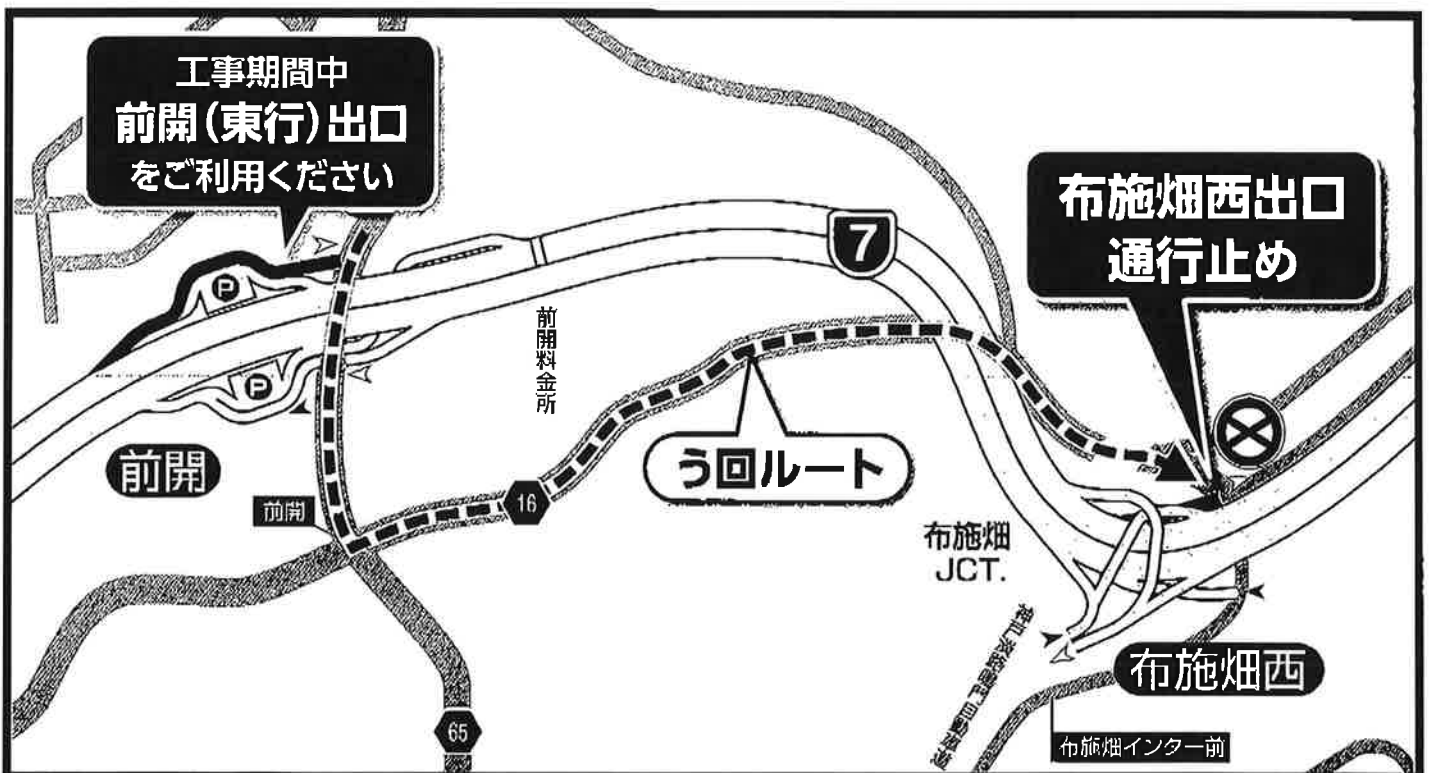 工事期間中
前開(東行)出口
をご利用ください
布施畑西出口
通行止め
7
P
P
前開料金所
う回ルート
前開
前開
16
布施畑
JCT.
布施畑西
65
布施畑インター前